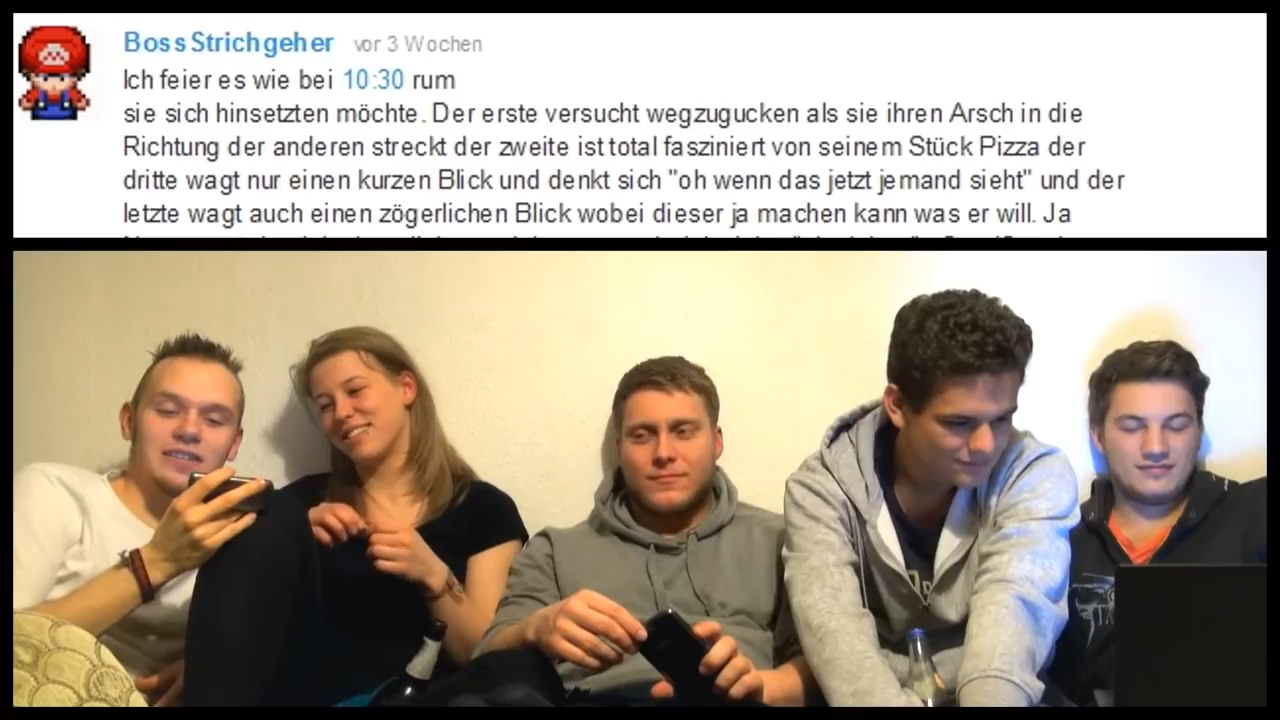 BossStrichgeher vor 3 Wochen
Ich feier es wie bei 10:30 rum
sie sich hinsetzten möchte. Der erste versucht wegzugucken als sie ihren Arsch in die
Richtung der anderen streckt der zweite ist total fasziniert von seinem Stück Pizza der
dritte wagt nur einen kurzen Blick und denkt sich "oh wenn das jetzt jemand sieht" und der
letzte wagt auch einen zögerlichen Blick wobei dieser ja machen kann was er will. Ja